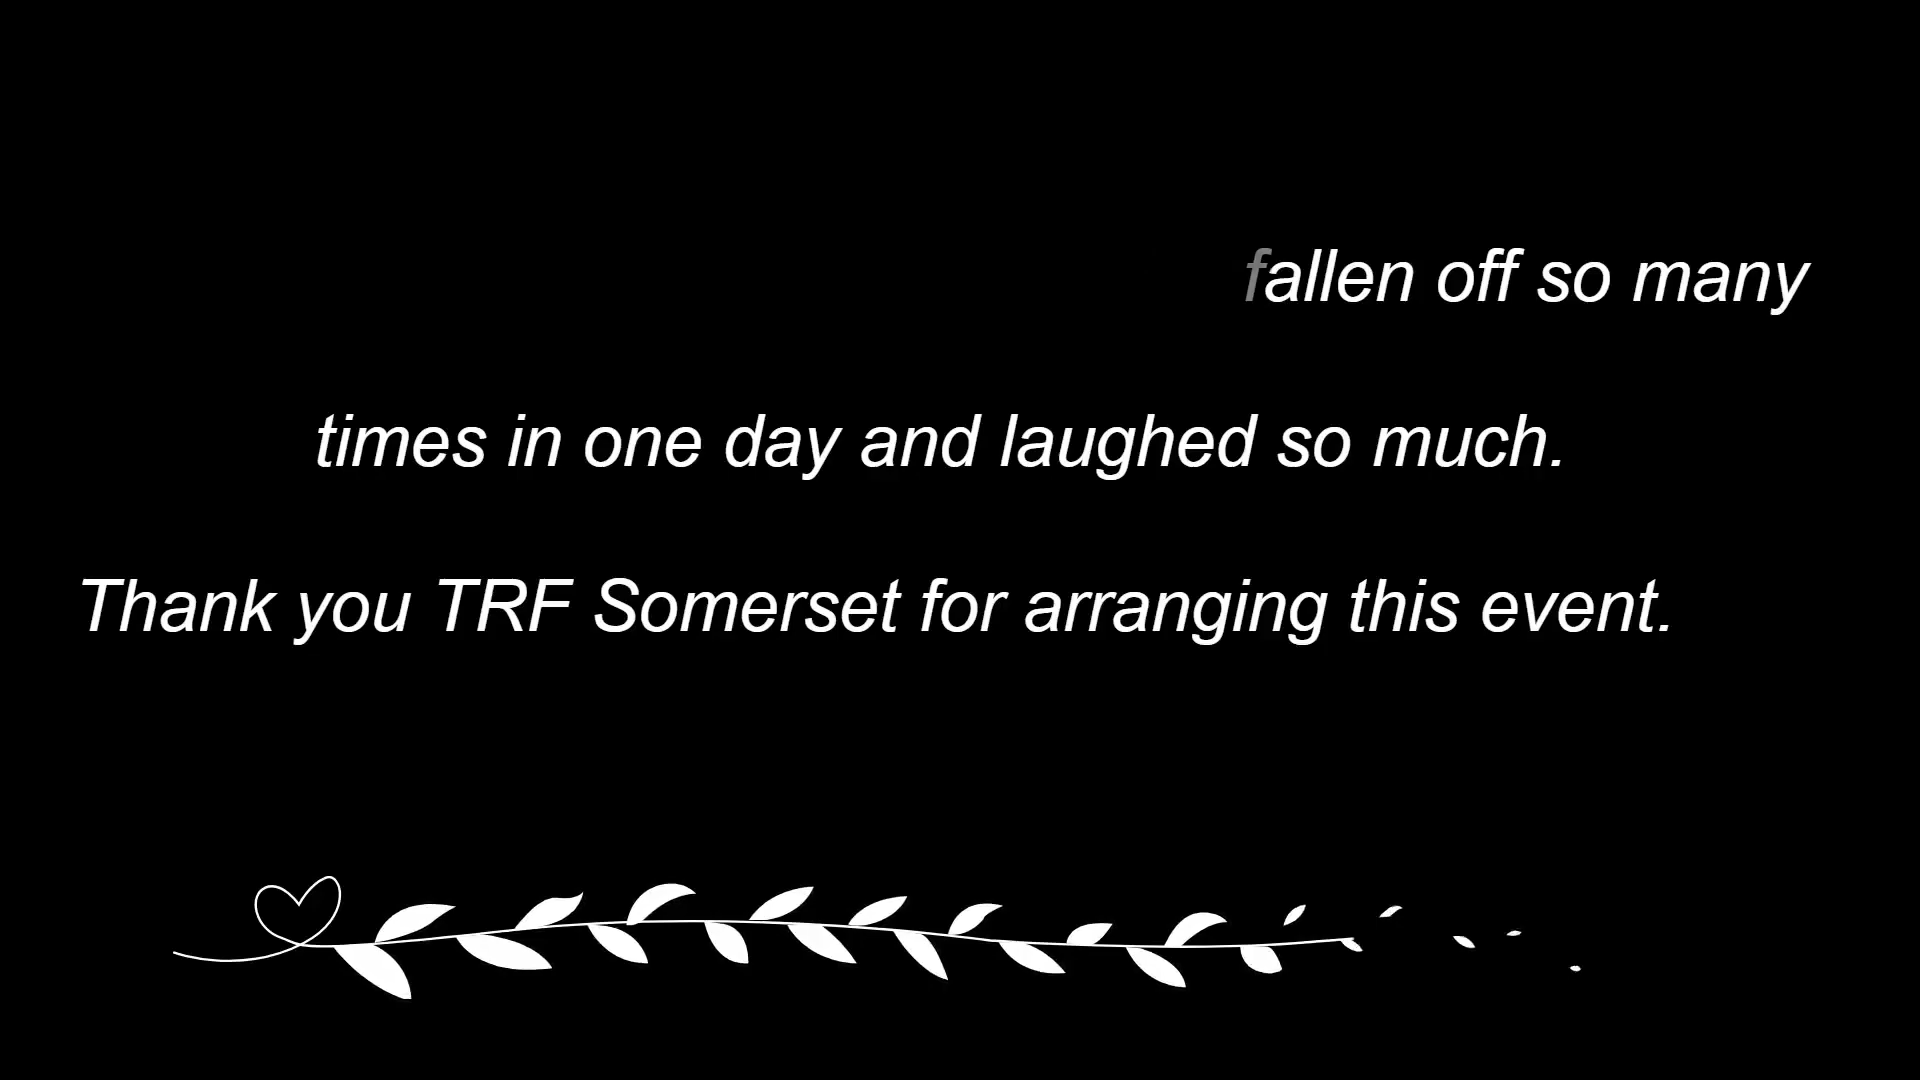 fallen off so many
times in one day and laughed so much.
Thank you TRF Somerset for arranging this event.